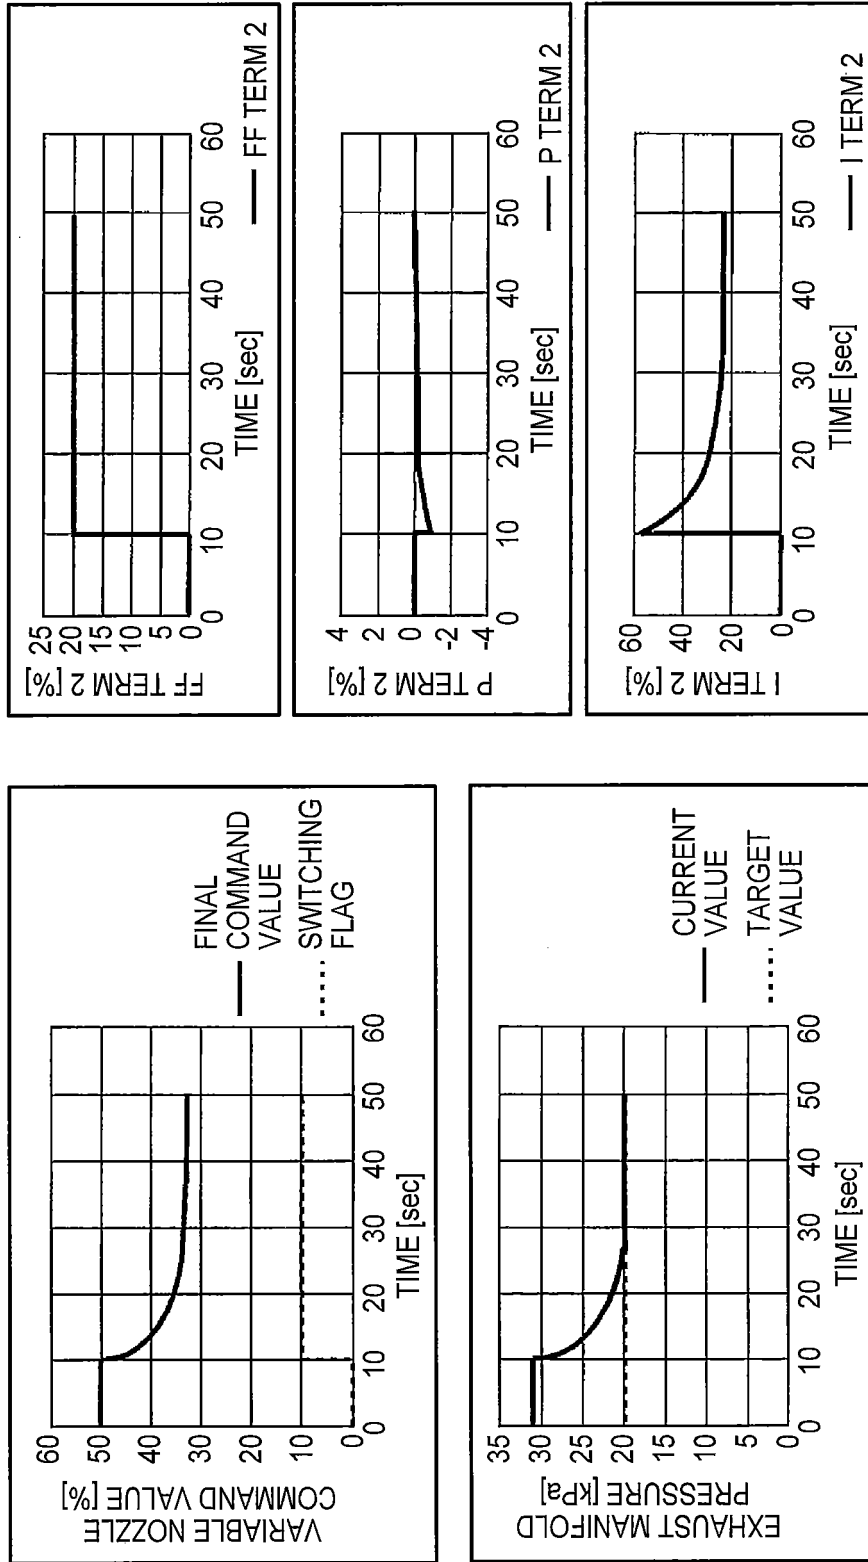 VARIABLE NOZZLE
COMMAND VALUE [%]
60
50
40
30
20
10
0
0 10 20 30 40 50 60
TIME [sec]
FINAL
COMMAND
VALUE
SWITCHING
FLAG
EXHAUST MANIFOLD
PRESSURE [kPa]
35
30
25
20
15
10
5
0
0 10 20 30 40 50 60
TIME [sec]
CURRENT
VALUE
TARGET
VALUE
FF TERM 2 [%]
25
20
15
10
5
0
0 10 20 30 40 50 60
TIME [sec]
FF TERM 2
P TERM 2 [%]
4
2
0
-2
-4
0 10 20 30 40 50 60
TIME [sec]
P TERM 2
I TERM 2 [%]
60
40
20
0
0 10 20 30 40 50 60
TIME [sec]
I TERM 2